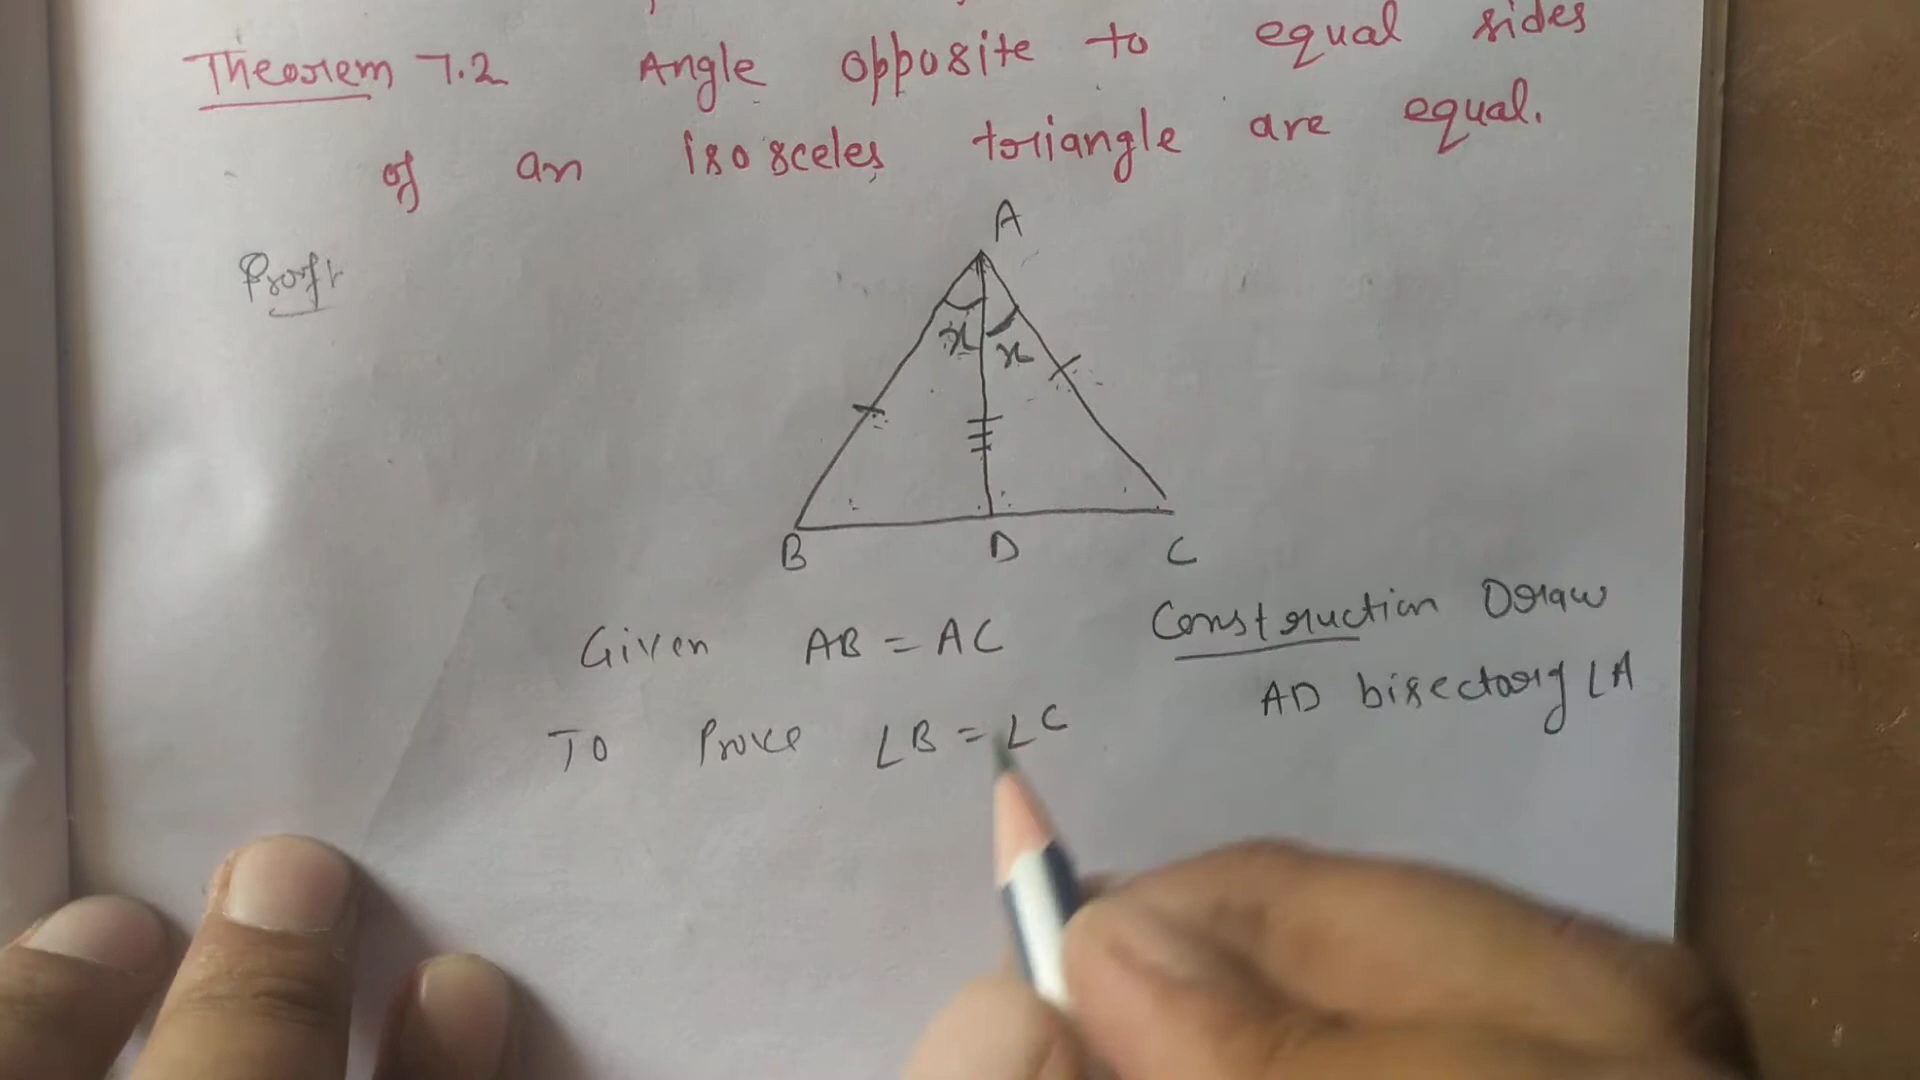 Theorem 7.2 Angle opposite to equal sides
of an isosceles triangle are equal.
Proof
A
x x
B D C
Given AB = AC
Construction Draw
AD bisectorg ∠A
To Prove ∠B = ∠C